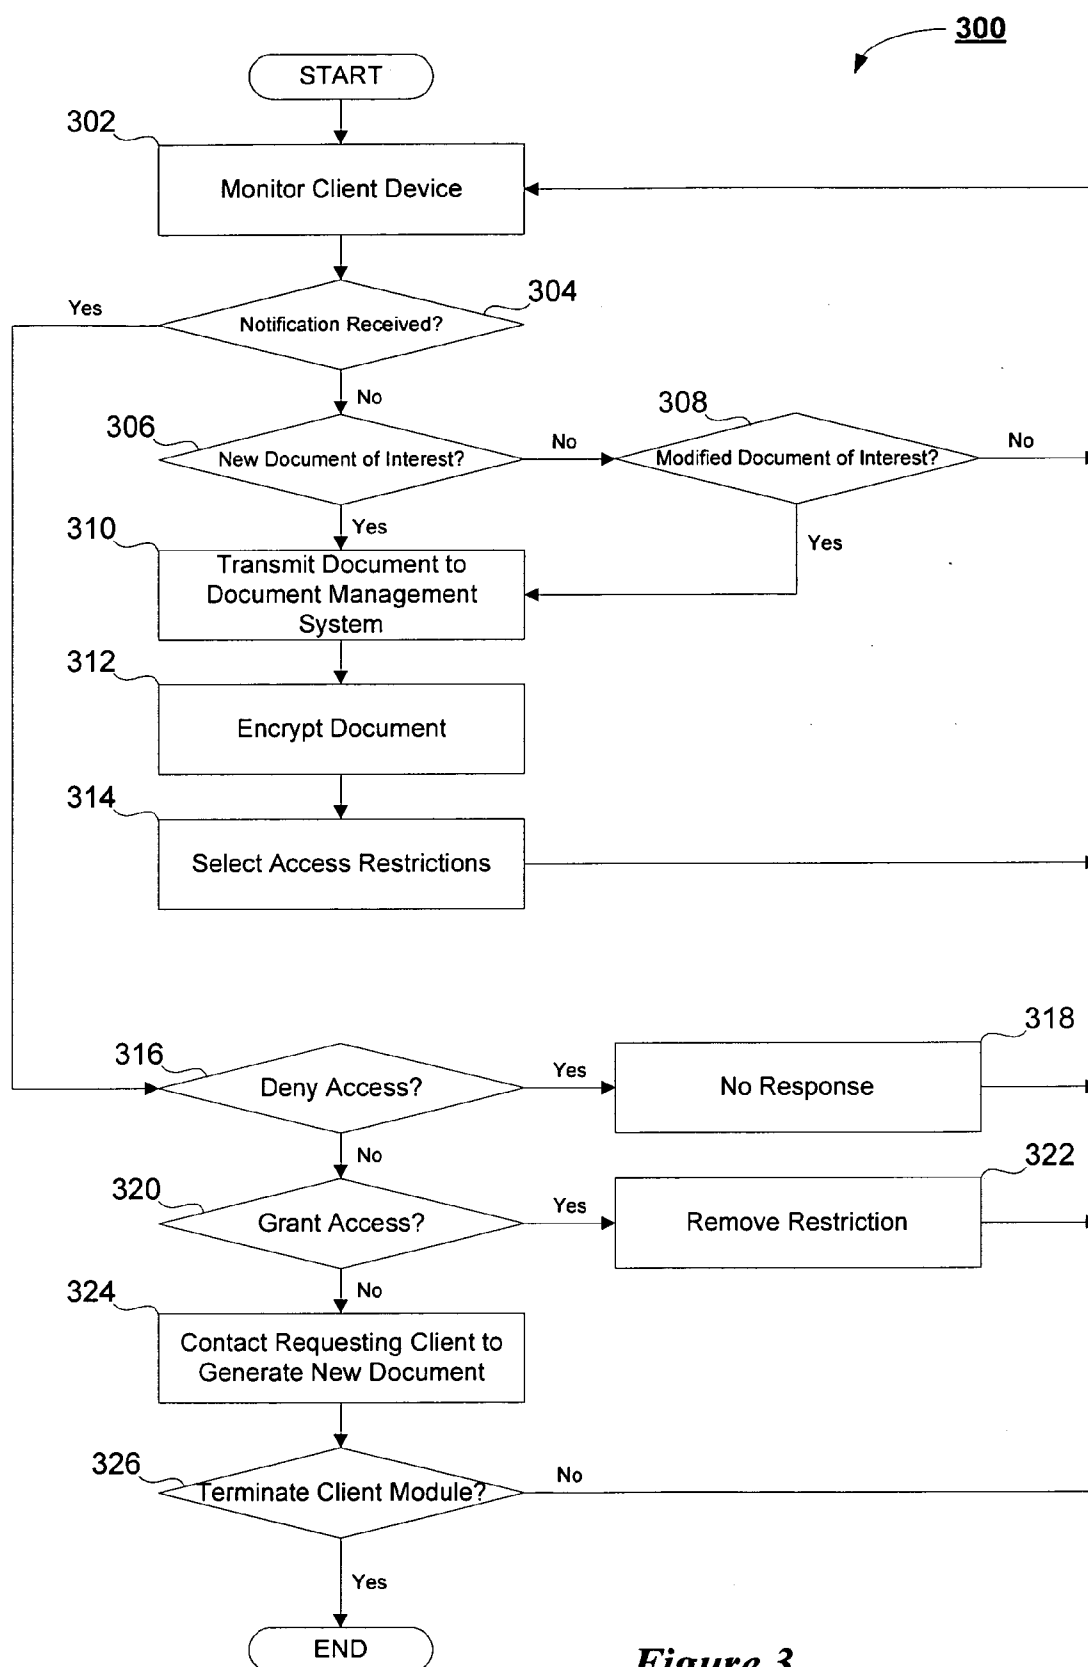 300
START
302
Monitor Client Device
Yes
304
Notification Received?
No
306
New Document of Interest?
No
308
Modified Document of Interest?
No
Yes
Yes
310
Transmit Document to
Document Management
System
312
Encrypt Document
314
Select Access Restrictions
316
Deny Access?
Yes
318
No Response
No
320
Grant Access?
Yes
322
Remove Restriction
No
324
Contact Requesting Client to
Generate New Document
326
Terminate Client Module?
No
Yes
END
Figure 3